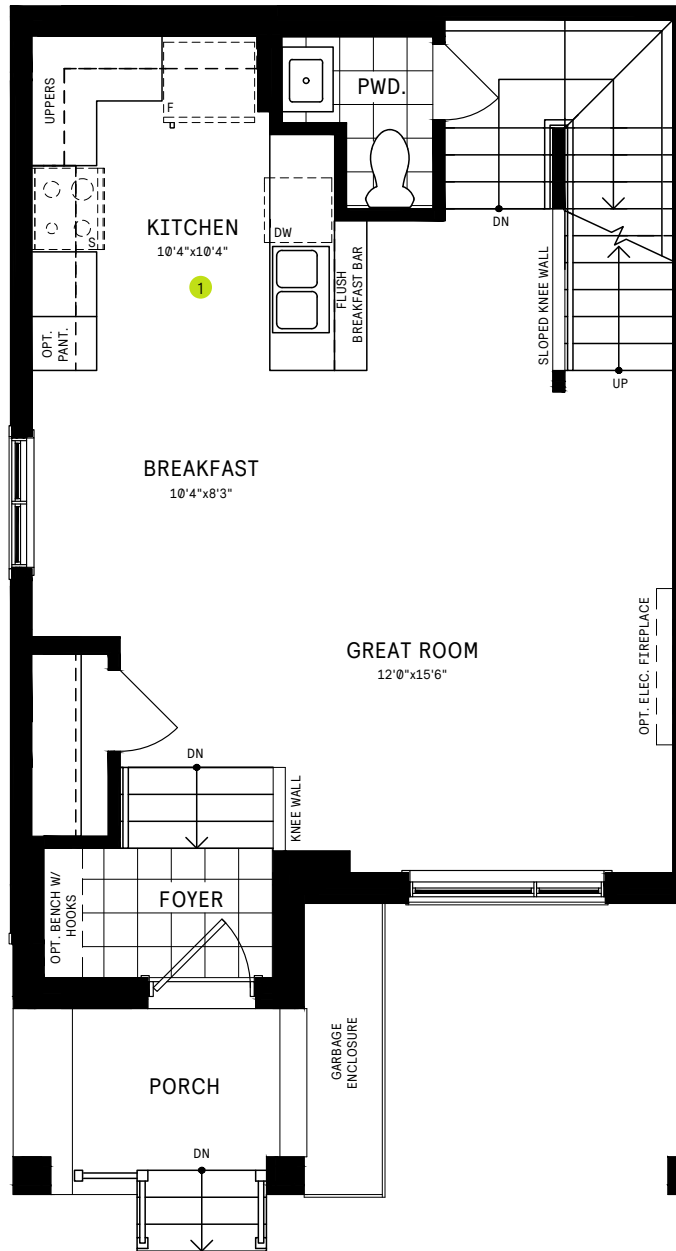 UPPERS
F
PWD.
S
KITCHEN
10'4"x10'4"
1
DW
FLUSH
BREAKFAST BAR
DN
SLOPED KNEE WALL
UP
OPT.
PANT.
BREAKFAST
10'4"x8'3"
GREAT ROOM
12'0"x15'6"
OPT. ELEC. FIREPLACE
DN
KNEE WALL
OPT. BENCH W/
HOOKS
FOYER
GARBAGE
ENCLOSURE
PORCH
DN